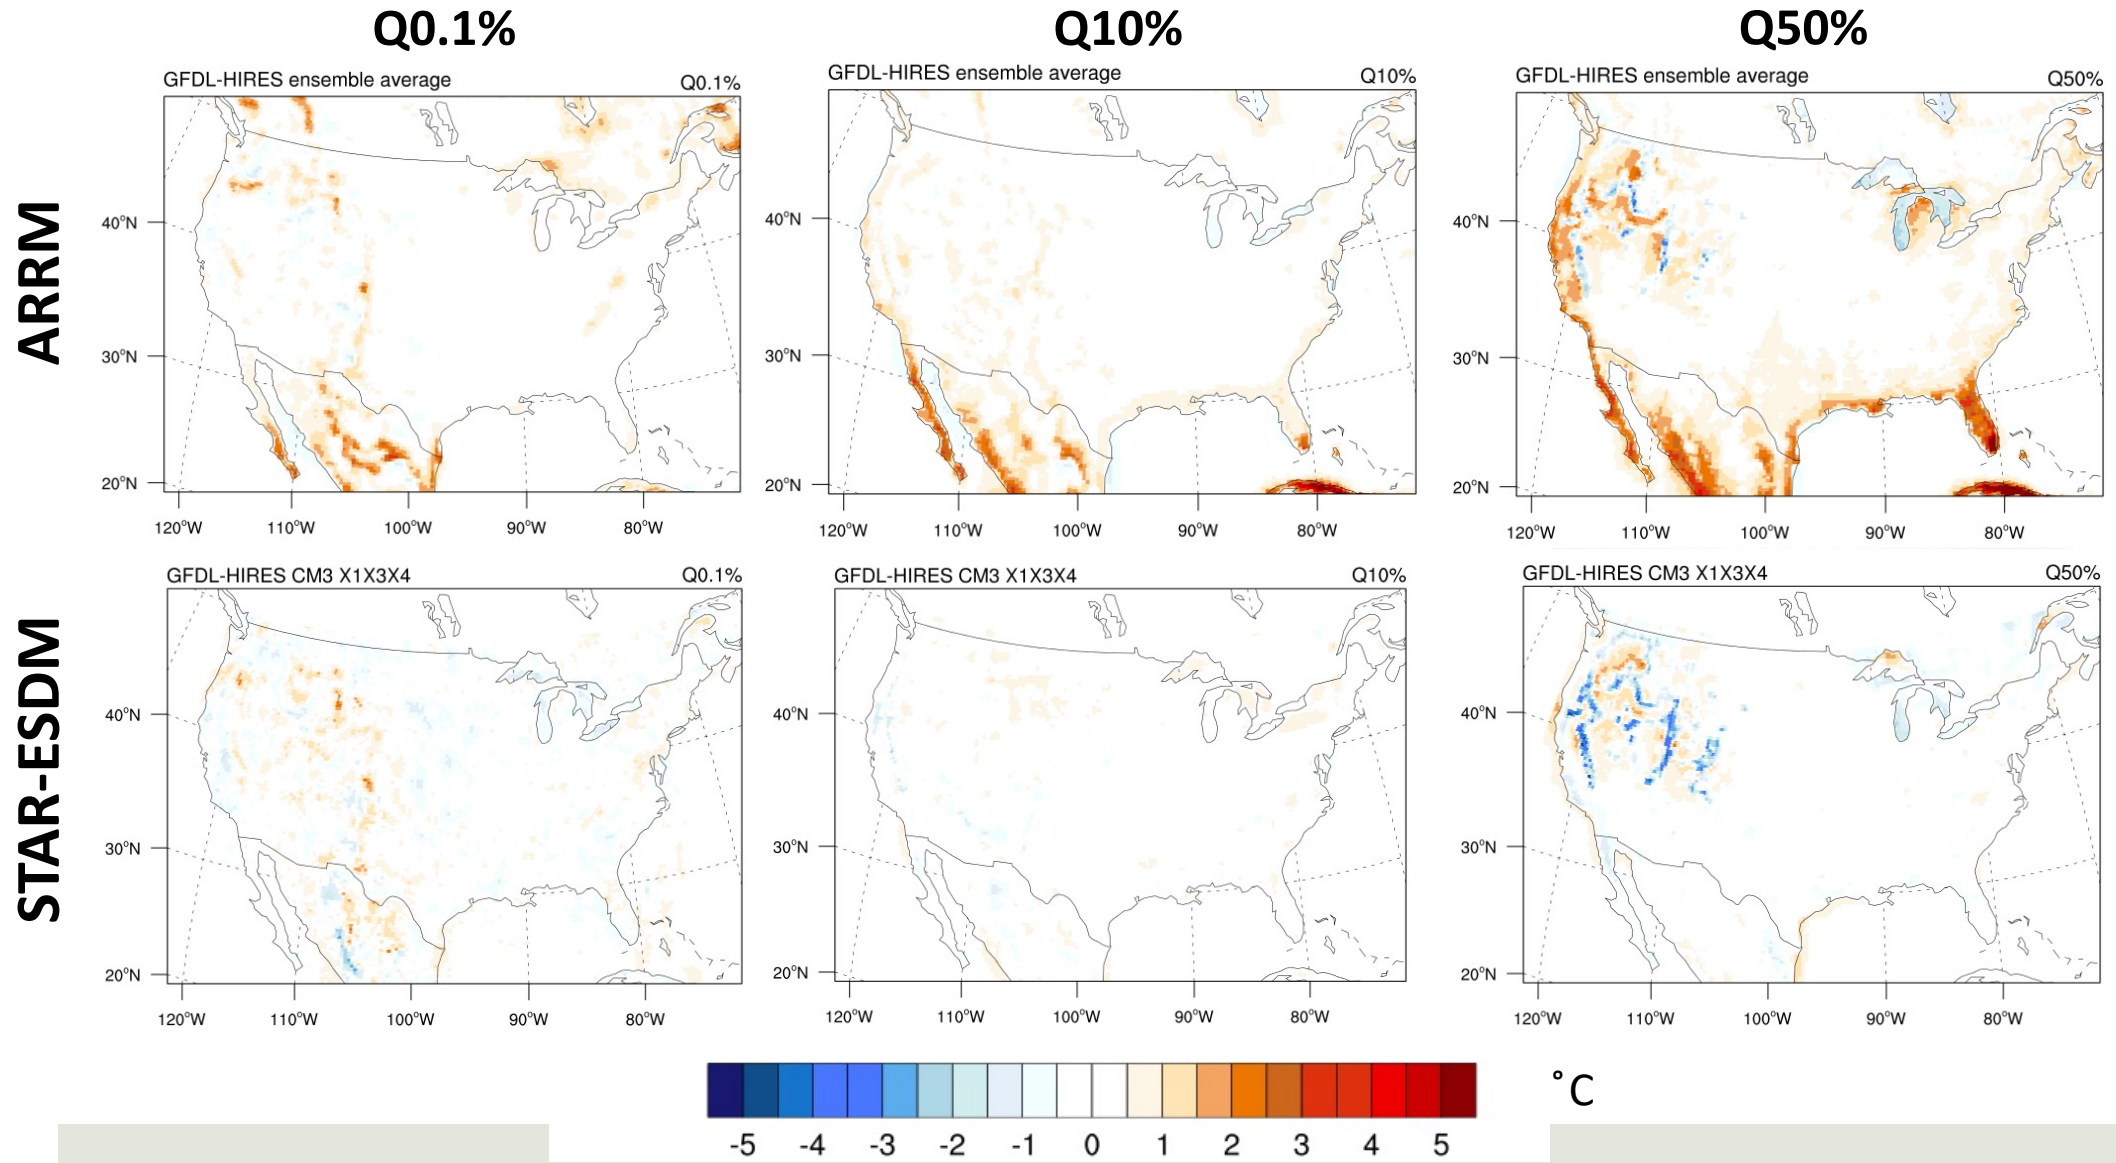 Q0.1% Q10% Q50%
ARRM
GFDL-HIRES ensemble average Q0.1%
40°N
30°N
20°N
120°W 110°W 100°W 90°W 80°W
GFDL-HIRES ensemble average Q10%
40°N
30°N
20°N
120°W 110°W 100°W 90°W 80°W
GFDL-HIRES ensemble average Q50%
40°N
30°N
20°N
120°W 110°W 100°W 90°W 80°W
STAR-ESDM
GFDL-HIRES CM3 X1X3X4 Q0.1%
40°N
30°N
20°N
120°W 110°W 100°W 90°W 80°W
GFDL-HIRES CM3 X1X3X4 Q10%
40°N
30°N
20°N
120°W 110°W 100°W 90°W 80°W
GFDL-HIRES CM3 X1X3X4 Q50%
40°N
30°N
20°N
120°W 110°W 100°W 90°W 80°W
°C
-5 -4 -3 -2 -1 0 1 2 3 4 5